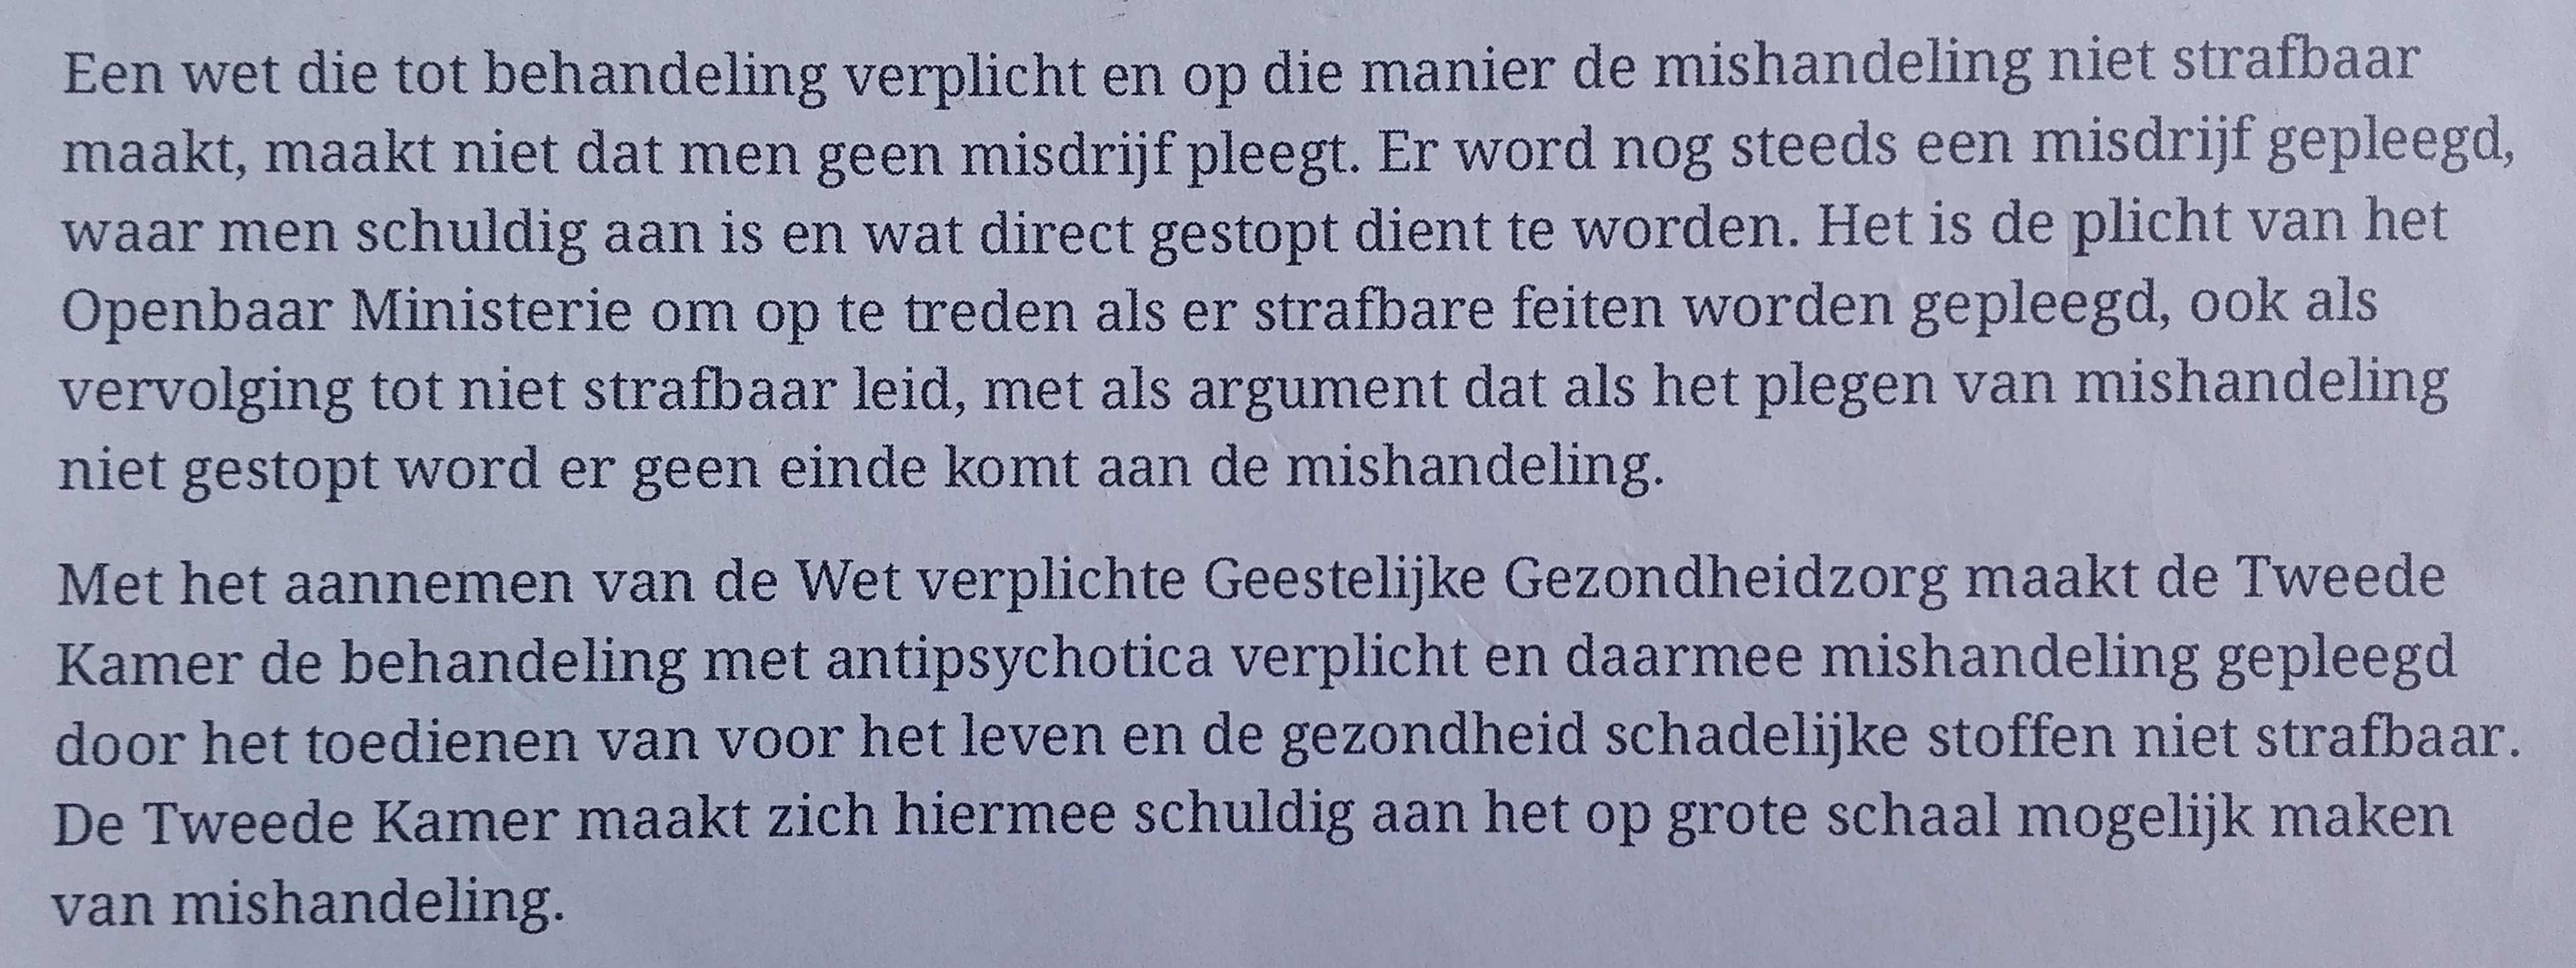 Een wet die tot behandeling verplicht en op die manier de mishandeling niet strafbaar
maakt, maakt niet dat men geen misdrijf pleegt. Er word nog steeds een misdrijf gepleegd,
waar men schuldig aan is en wat direct gestopt dient te worden. Het is de plicht van het
Openbaar Ministerie om op te treden als er strafbare feiten worden gepleegd, ook als
vervolging tot niet strafbaar leid, met als argument dat als het plegen van mishandeling
niet gestopt word er geen einde komt aan de mishandeling.
Met het aannemen van de Wet verplichte Geestelijke Gezondheidzorg maakt de Tweede
Kamer de behandeling met antipsychotica verplicht en daarmee mishandeling gepleegd
door het toedienen van voor het leven en de gezondheid schadelijke stoffen niet strafbaar.
De Tweede Kamer maakt zich hiermee schuldig aan het op grote schaal mogelijk maken
van mishandeling.